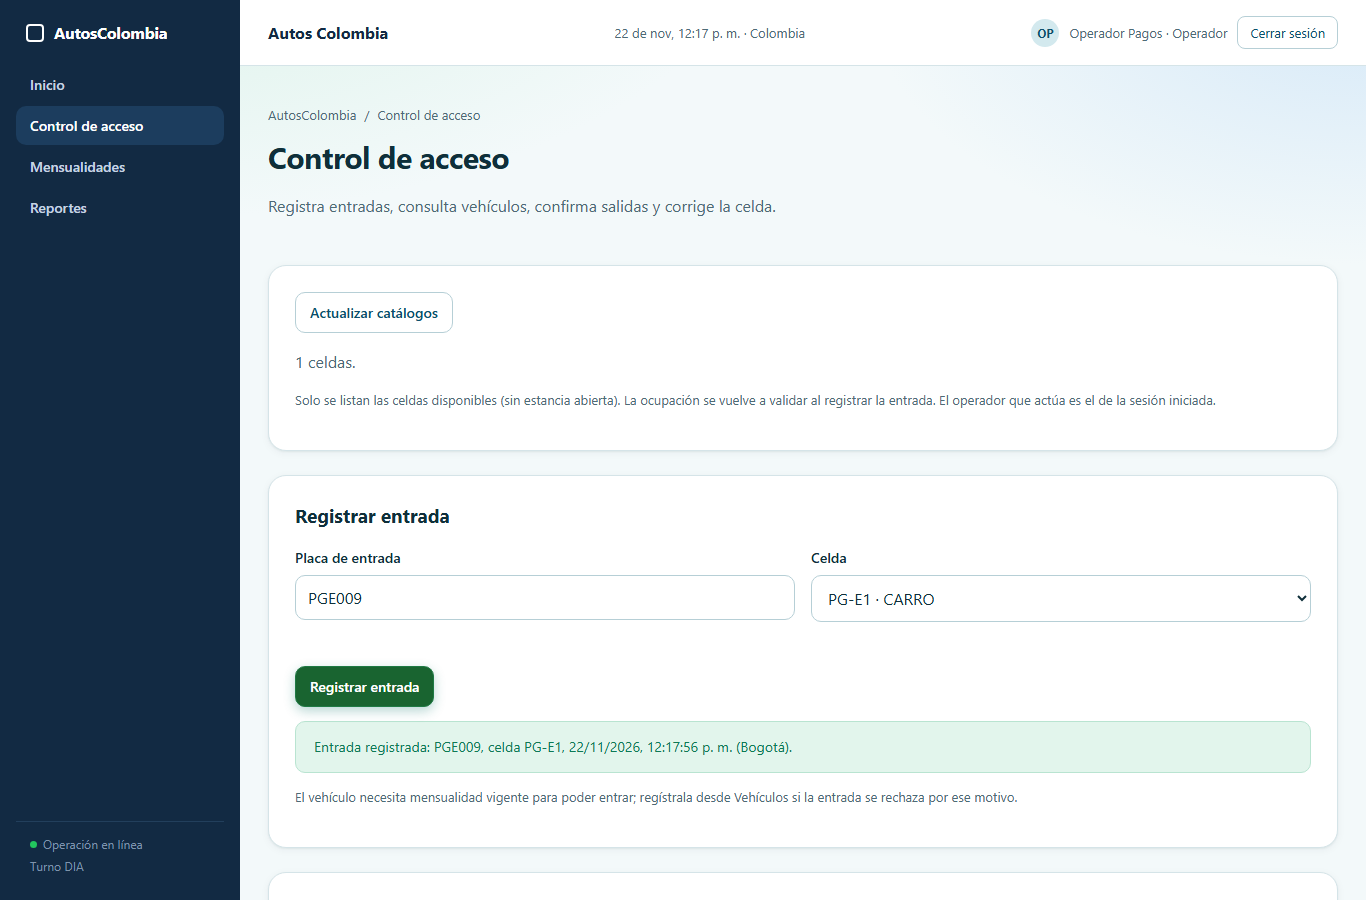 AutosColombia
Inicio
Control de acceso
Mensualidades
Reportes
Operación en línea
Turno DIA
Autos Colombia
22 de nov, 12:17 p. m. · Colombia
OP
Operador Pagos · Operador
Cerrar sesión
AutosColombia / Control de acceso
Control de acceso
Registra entradas, consulta vehículos, confirma salidas y corrige la celda.
Actualizar catálogos
1 celdas.
Solo se listan las celdas disponibles (sin estancia abierta). La ocupación se vuelve a validar al registrar la entrada. El operador que actúa es el de la sesión iniciada.
Registrar entrada
Placa de entrada
PGE009
Celda
PG-E1 · CARRO
Registrar entrada
Entrada registrada: PGE009, celda PG-E1, 22/11/2026, 12:17:56 p. m. (Bogotá).
El vehículo necesita mensualidad vigente para poder entrar; regístrala desde Vehículos si la entrada se rechaza por ese motivo.